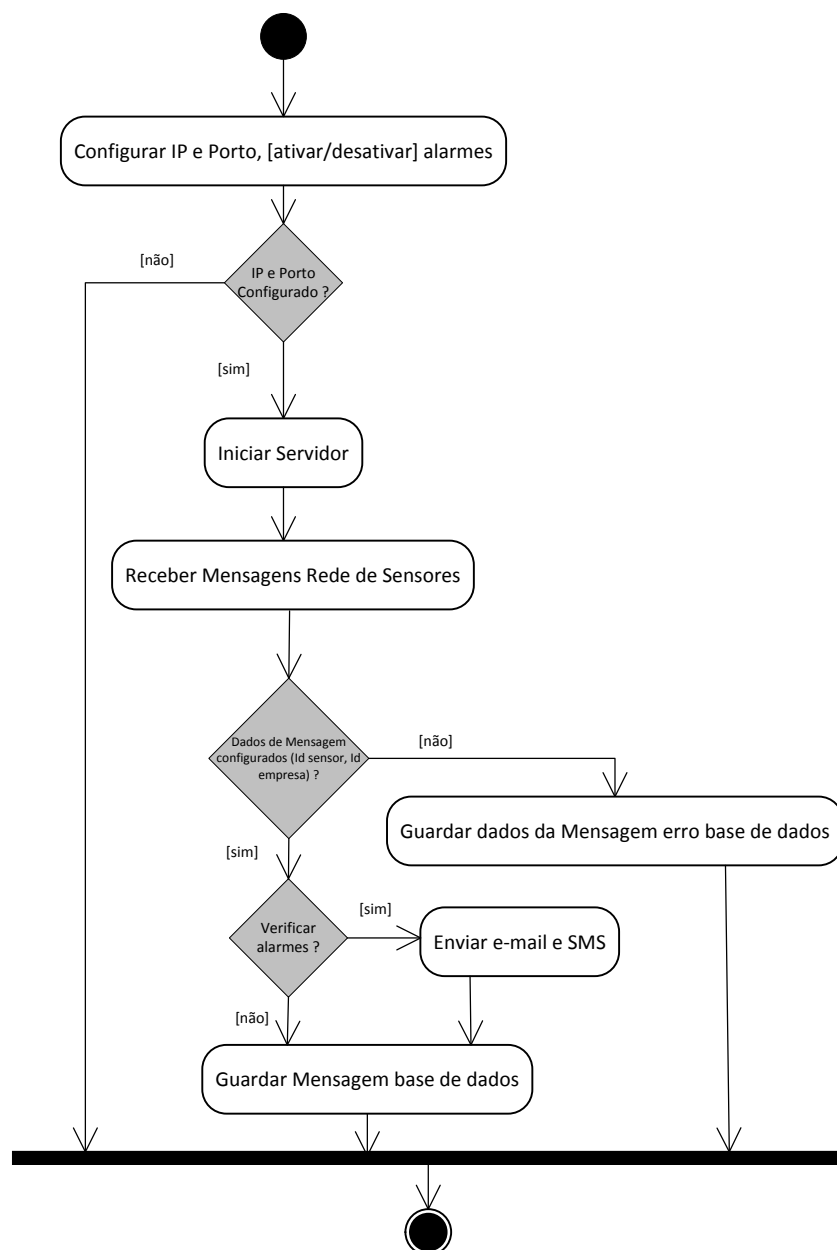 Configurar IP e Porto, [ativar/desativar] alarmes
[não]
IP e Porto
Configurado ?
[sim]
Iniciar Servidor
Receber Mensagens Rede de Sensores
Dados de Mensagem
configurados (Id sensor, Id
empresa) ?
[não]
Guardar dados da Mensagem erro base de dados
[sim]
Verificar
alarmes ?
[sim]
Enviar e-mail e SMS
[não]
Guardar Mensagem base de dados